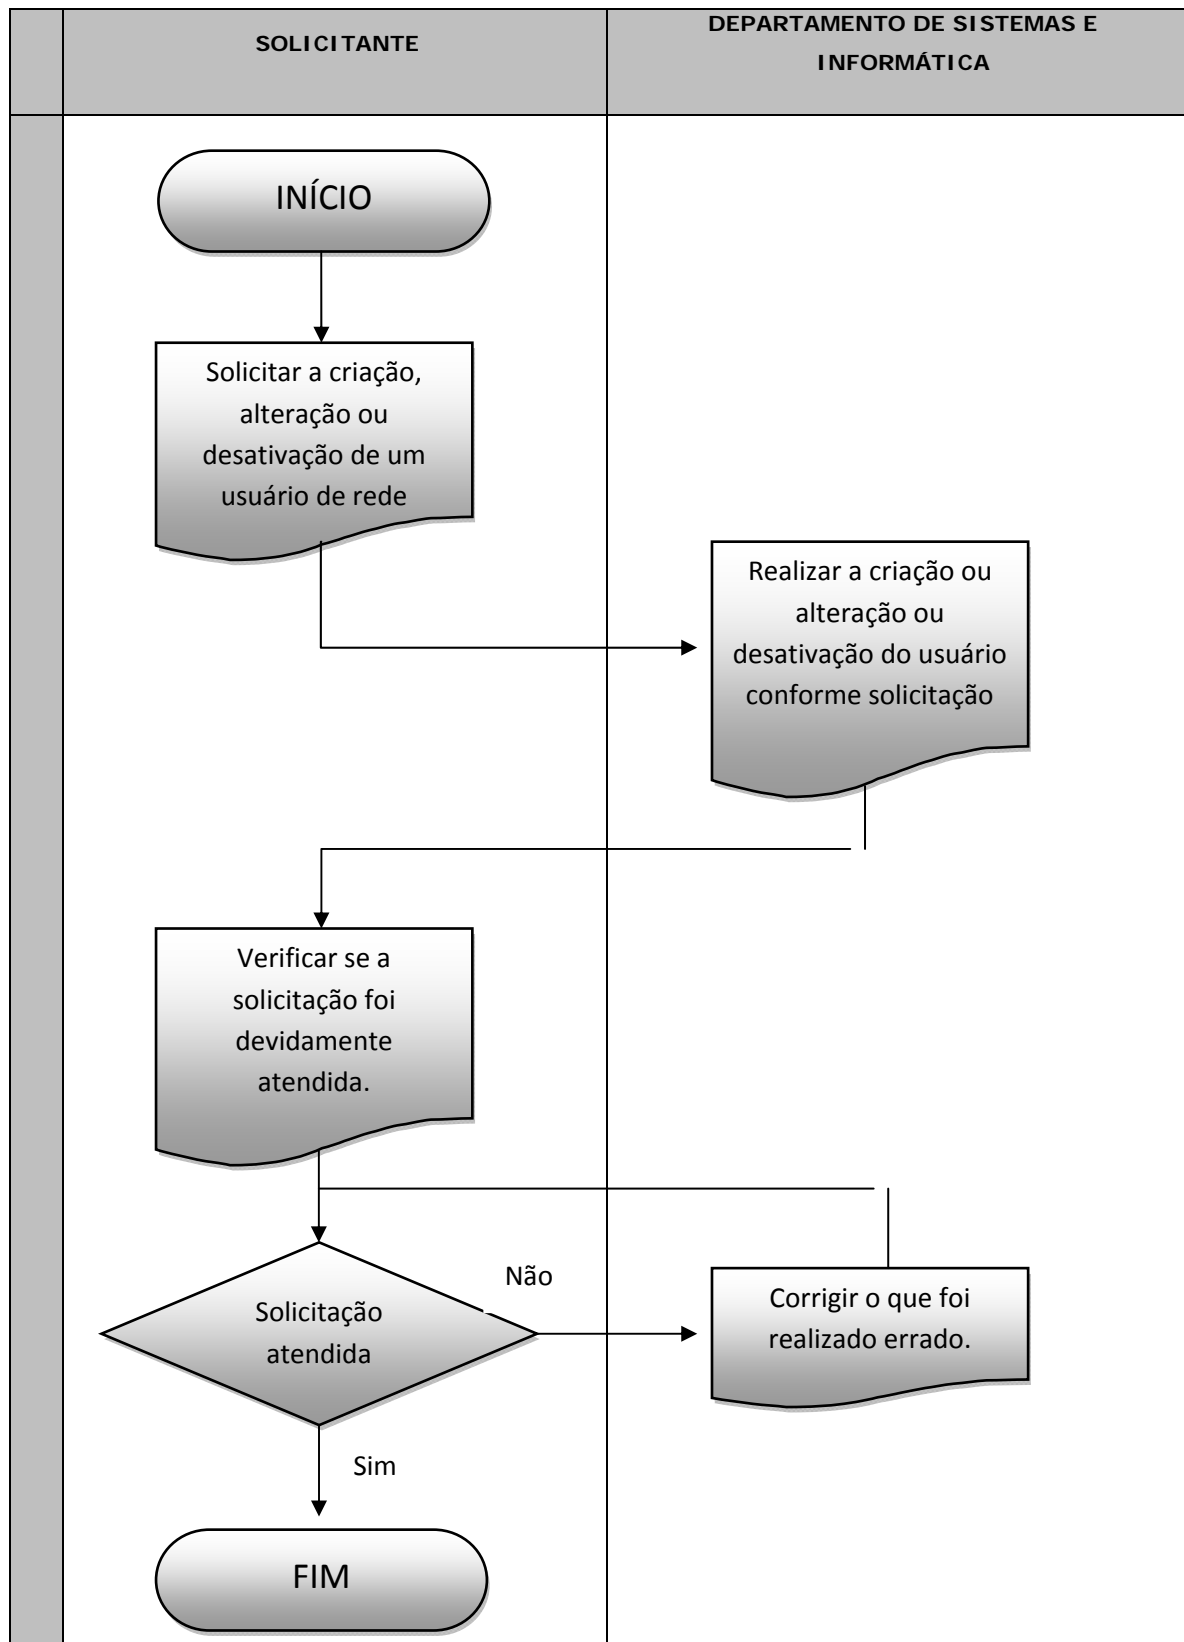 SOLICITANTE
DEPARTAMENTO DE SISTEMAS E
INFORMÁTICA
INÍCIO
Solicitar a criação,
alteração ou
desativação de um
usuário de rede
Realizar a criação ou
alteração ou
desativação do usuário
conforme solicitação
Verificar se a
solicitação foi
devidamente
atendida.
Não
Solicitação
atendida
Corrigir o que foi
realizado errado.
Sim
FIM